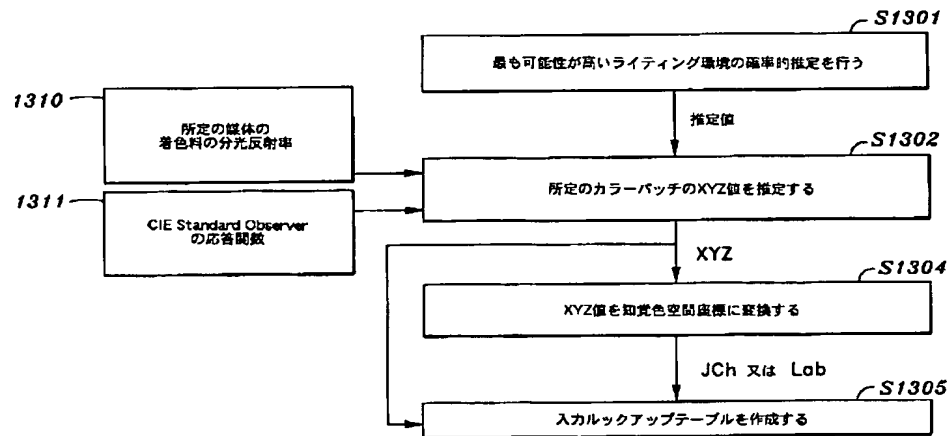 S1301
最も可能性が高いライティング環境の確率的推定を行う
1310
所定の媒体の
着色料の分光反射率
推定値
S1302
所定のカラーパッチのXYZ値を推定する
1311
CIE Standard Observer
の応答関数
XYZ
S1304
XYZ値を知覚色空間座標に変換する
JCh 又は Lab
S1305
入力ルックアップテーブルを作成する